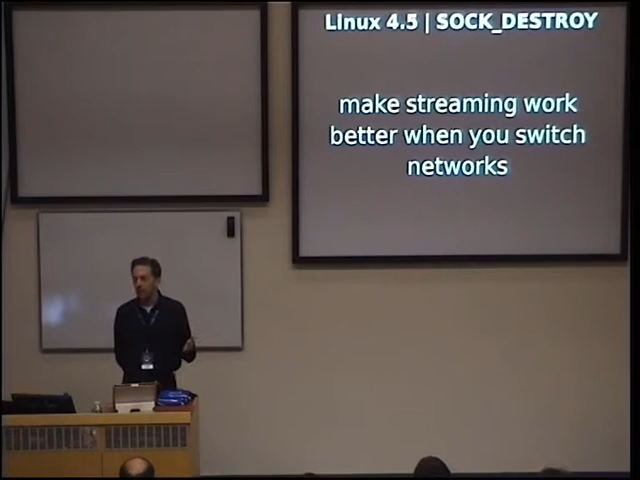 Linux 4.5 | SOCK_DESTROY
make streaming work
better when you switch
networks